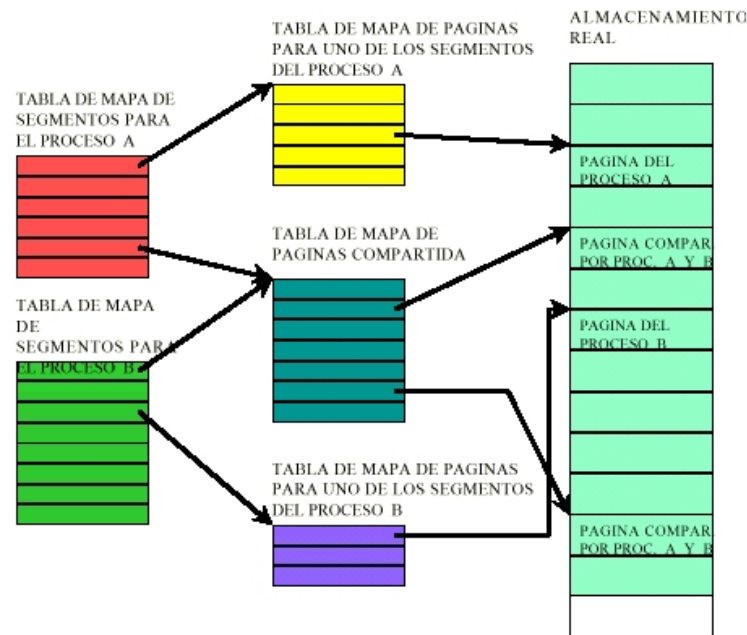 TABLA DE MAPA DE
SEGMENTOS PARA
EL PROCESO A
TABLA DE MAPA
DE
SEGMENTOS PARA
EL PROCESO B
TABLA DE MAPA DE PAGINAS
PARA UNO DE LOS SEGMENTOS
DEL PROCESO A
TABLA DE MAPA DE
PAGINAS COMPARTIDA
TABLA DE MAPA DE PAGINAS
PARA UNO DE LOS SEGMENTOS
DEL PROCESO B
ALMACENAMIENTO
REAL
PAGINA DEL
PROCESO A
PAGINA COMPAR.
POR PROC. A Y B
PAGINA DEL
PROCESO B
PAGINA COMPAR.
POR PROC. A Y B